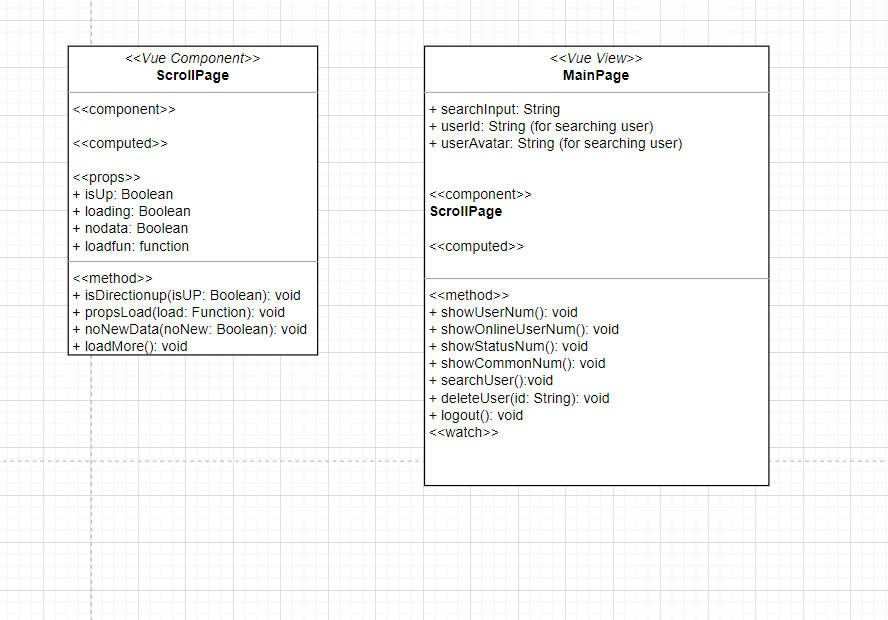 <<Vue Component>>
ScrollPage
<<component>>
<<computed>>
<<props>>
+ isUp: Boolean
+ loading: Boolean
+ nodata: Boolean
+ loadfun: function
<<method>>
+ isDirectionup(isUP: Boolean): void
+ propsLoad(load: Function): void
+ noNewData(noNew: Boolean): void
+ loadMore(): void
<<Vue View>>
MainPage
+ searchInput: String
+ userId: String (for searching user)
+ userAvatar: String (for searching user)
<<component>>
ScrollPage
<<computed>>
<<method>>
+ showUserNum(): void
+ showOnlineUserNum(): void
+ showStatusNum(): void
+ showCommonNum(): void
+ searchUser():void
+ deleteUser(id: String): void
+ logout(): void
<<watch>>